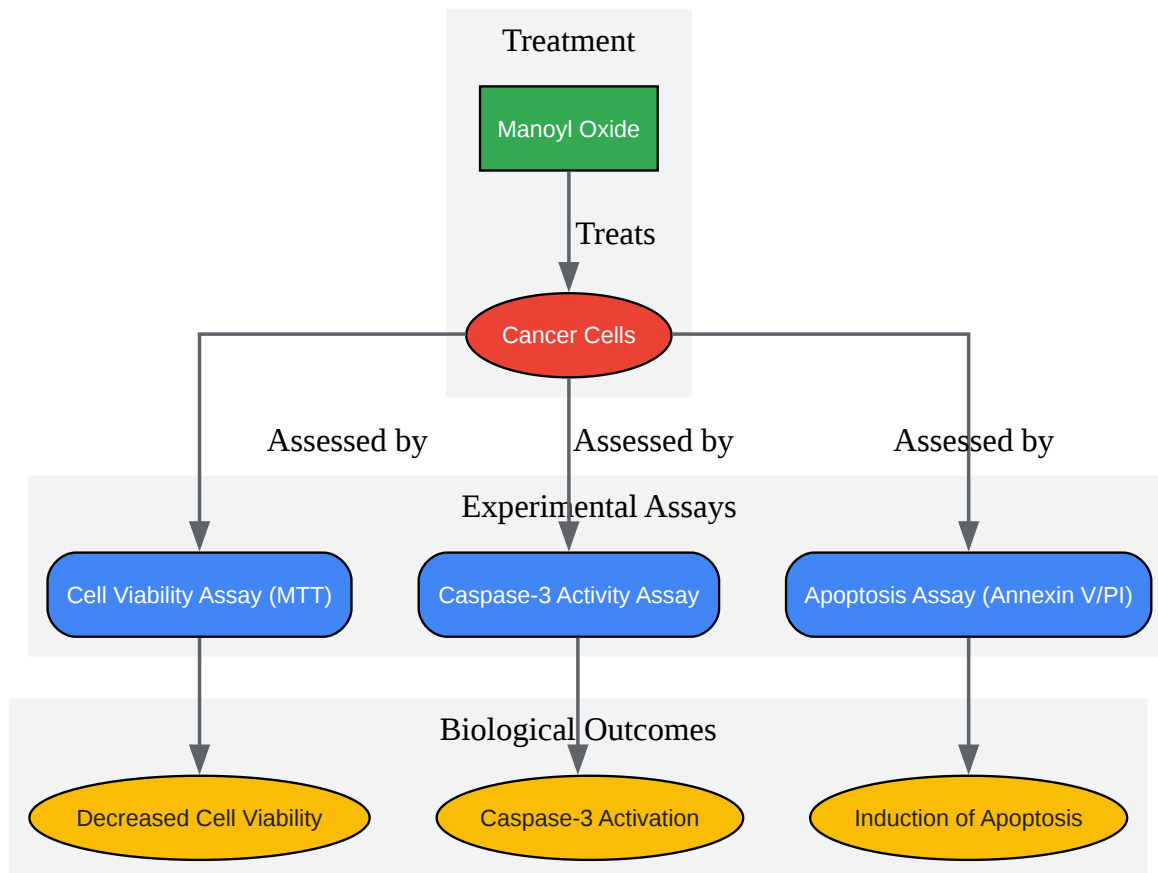 Treatment
Manoyl Oxide
Treats
Cancer Cells
Assessed by
Assessed by
Assessed by
Experimental Assays
Cell Viability Assay (MTT)
Caspase-3 Activity Assay
Apoptosis Assay (Annexin V/PI)
Biological Outcomes
Decreased Cell Viability
Caspase-3 Activation
Induction of Apoptosis